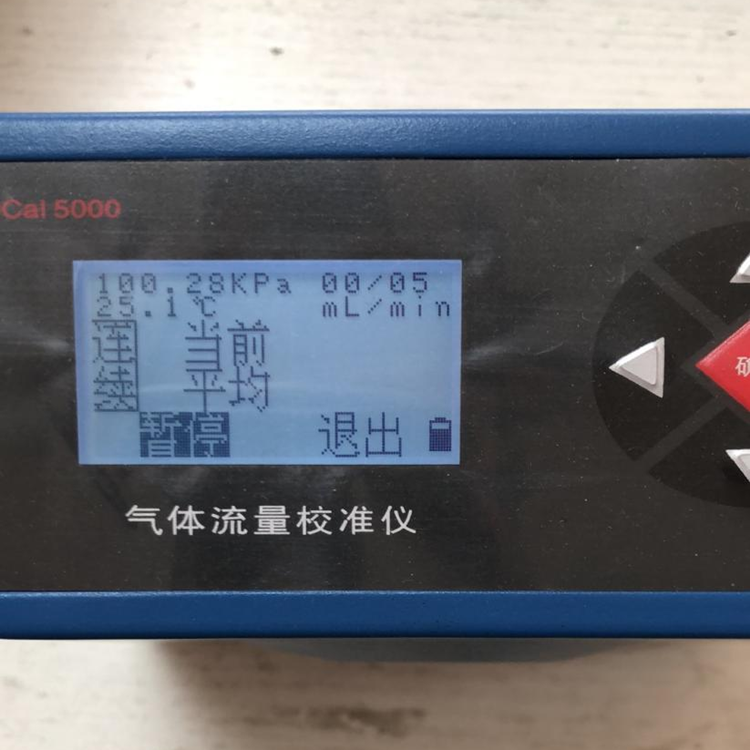 Cal 5000
100.28KPa 00/05
25.1℃ mL/min
连 当前
续 平均
暂停 退出
确
气体流量校准仪